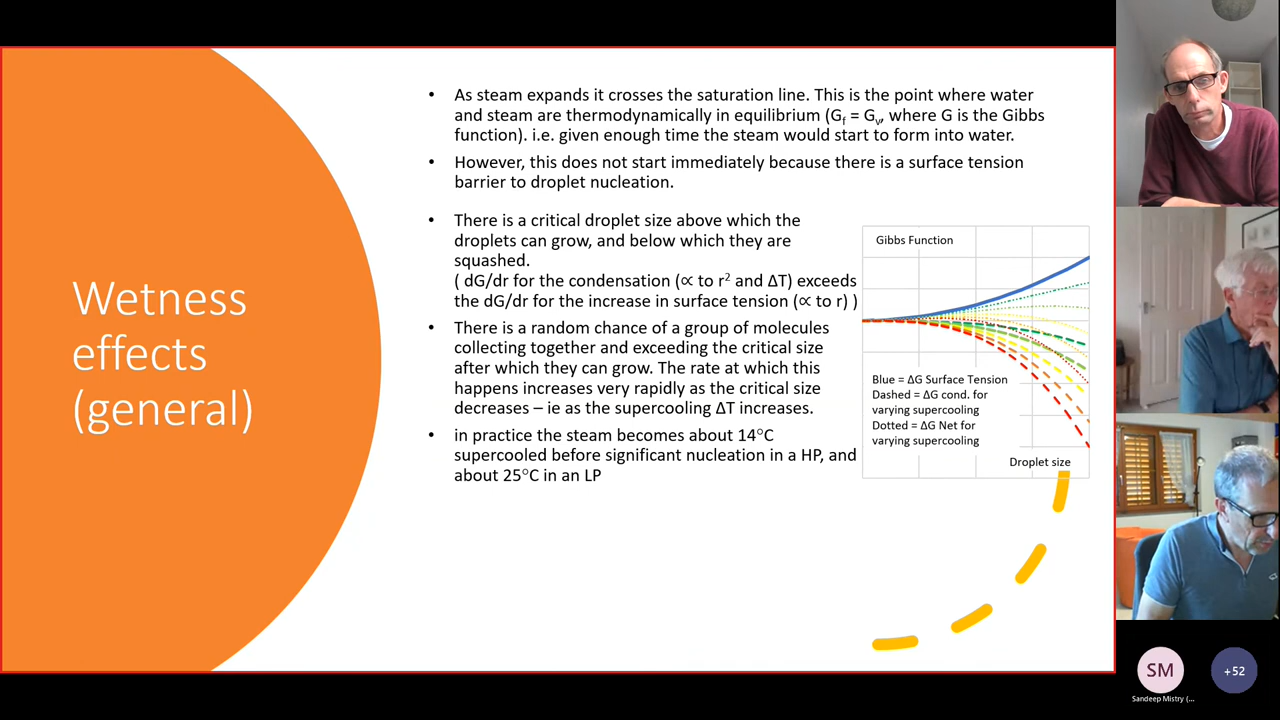 Wetness
effects
(general)
• As steam expands it crosses the saturation line. This is the point where water
and steam are thermodynamically in equilibrium (Gf = Gv, where G is the Gibbs
function). i.e. given enough time the steam would start to form into water.
• However, this does not start immediately because there is a surface tension
barrier to droplet nucleation.
• There is a critical droplet size above which the
droplets can grow, and below which they are
squashed.
( dG/dr for the condensation (∝ to r² and ΔT) exceeds
the dG/dr for the increase in surface tension (∝ to r) )
• There is a random chance of a group of molecules
collecting together and exceeding the critical size
after which they can grow. The rate at which this
happens increases very rapidly as the critical size
decreases – ie as the supercooling ΔT increases.
• in practice the steam becomes about 14°C
supercooled before significant nucleation in a HP, and
about 25°C in an LP
Gibbs Function
Blue = ΔG Surface Tension
Dashed = ΔG cond. for
varying supercooling
Dotted = ΔG Net for
varying supercooling
Droplet size
SM
+52
Sandeep Mistry (...